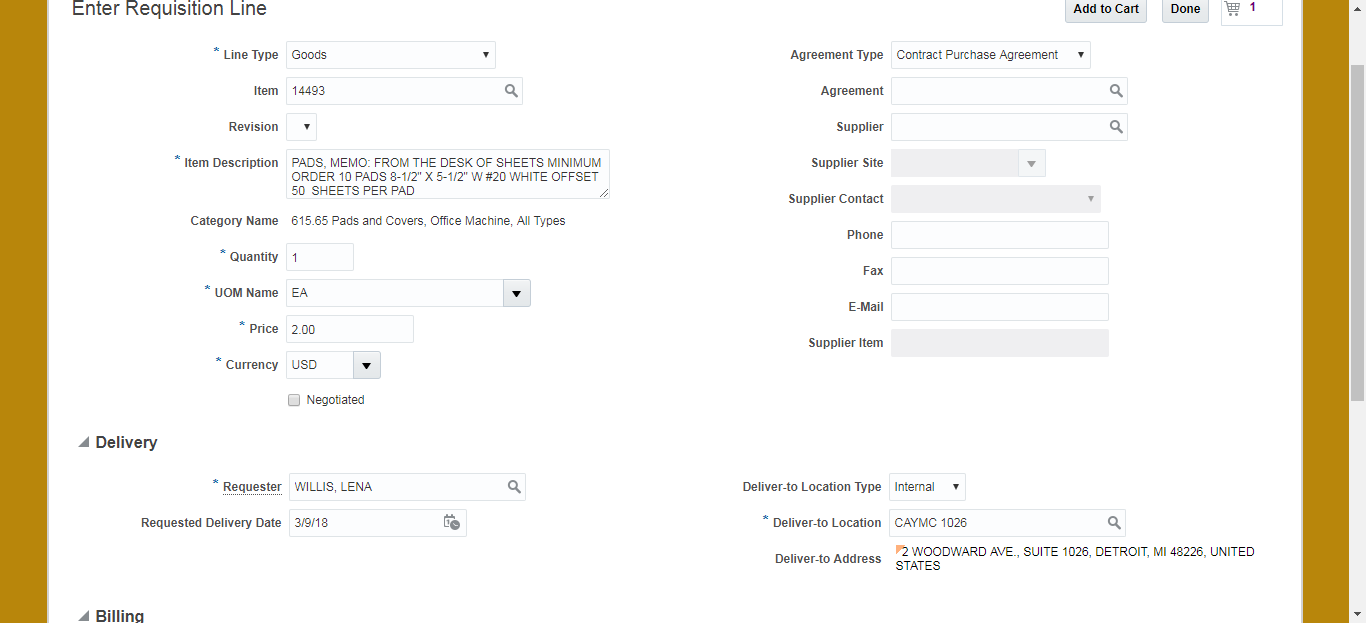 Enter Requisition Line
Add to Cart
Done
1
* Line Type Goods
Item 14493
Revision
* Item Description PADS, MEMO: FROM THE DESK OF SHEETS MINIMUM
ORDER 10 PADS 8-1/2" X 5-1/2" W #20 WHITE OFFSET
50 SHEETS PER PAD
Category Name 615.65 Pads and Covers, Office Machine, All Types
* Quantity 1
* UOM Name EA
* Price 2.00
* Currency USD
Negotiated
Agreement Type Contract Purchase Agreement
Agreement
Supplier
Supplier Site
Supplier Contact
Phone
Fax
E-Mail
Supplier Item
Delivery
* Requester WILLIS, LENA
Requested Delivery Date 3/9/18
Deliver-to Location Type Internal
* Deliver-to Location CAYMC 1026
Deliver-to Address 2 WOODWARD AVE., SUITE 1026, DETROIT, MI 48226, UNITED
STATES
Billing